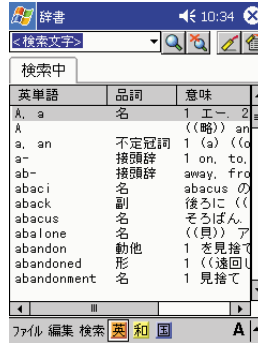 辞書 10:34
<検索文字>
検索中
英単語 品詞 意味
A, a 名 1 エー. 2
A ((略)) an
a, an 不定冠詞 1 (a) ((o
a- 接頭辞 1 on, to,
ab- 接頭辞 away, fro
abaci 名 abacus の
aback 副 後ろに ((
abacus 名 そろばん.
abalone 名 ((貝)) ア
abandon 動他 1 を見捨て
abandoned 形 1 ((遠回し
abandonment 名 1 見捨て
ファイル 編集 検索 英 和 国 A